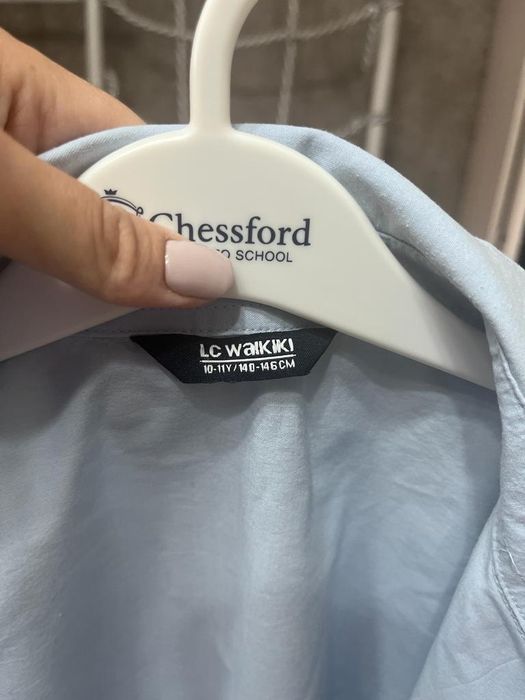 Chessford
SCHOOL
LC WAIKIKI
10-11Y/140-146CM